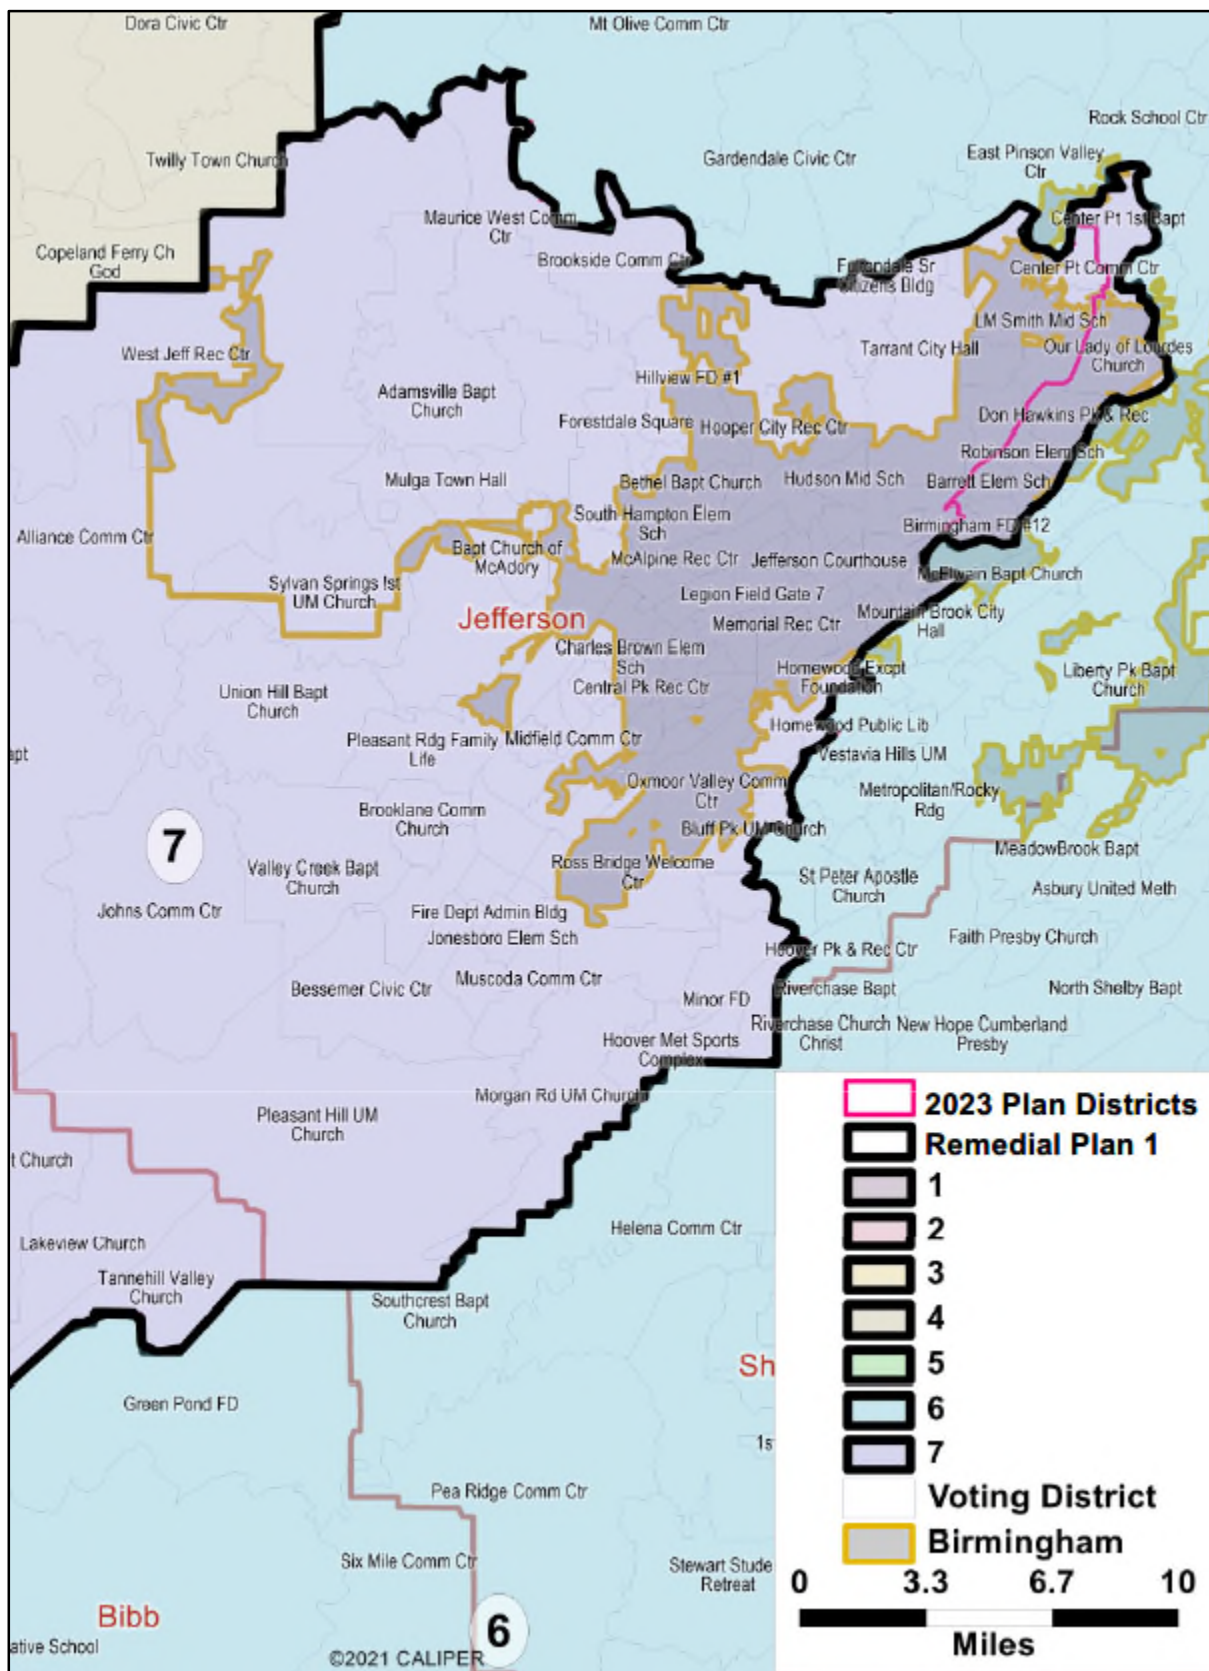 Dora Civic Ctr
Mt Olive Comm Ctr
Rock School Ctr
Twilly Town Church
Gardendale Civic Ctr
East Pinson Valley
Ctr
Maurice West Comm
Ctr
Center Pt 1st Bapt
Copeland Ferry Ch
God
Brookside Comm Ctr
Fultondale Sr
Citizens Bldg
Center Pt Comm Ctr
LM Smith Mid Sch
West Jeff Rec Ctr
Tarrant City Hall
Our Lady of Lourdes
Church
Hillview FD #1
Adamsville Bapt
Church
Forestdale Square
Hooper City Rec Ctr
Don Hawkins Pk & Rec
Robinson Elem Sch
Mulga Town Hall
Bethel Bapt Church
Hudson Mid Sch
Barrett Elem Sch
South Hampton Elem
Sch
Birmingham FD #12
Alliance Comm Ctr
Bapt Church of
McAdory
McAlpine Rec Ctr
Jefferson Courthouse
McElwain Bapt Church
Sylvan Springs Ist
UM Church
Legion Field Gate 7
Jefferson
Memorial Rec Ctr
Mountain Brook City
Hall
Charles Brown Elem
Sch
Central Pk Rec Ctr
Homewood Excpt
Foundation
Liberty Pk Bapt
Church
Union Hill Bapt
Church
Homewood Public Lib
Pleasant Rdg Family
Life
Midfield Comm Ctr
apt
Vestavia Hills UM
Oxmoor Valley Comm
Ctr
Metropolitan/Rocky
Rdg
Brooklane Comm
Church
Bluff Pk UM Church
7
MeadowBrook Bapt
Valley Creek Bapt
Church
Ross Bridge Welcome
Ctr
St Peter Apostle
Church
Asbury United Meth
Johns Comm Ctr
Fire Dept Admin Bldg
Jonesboro Elem Sch
Faith Presby Church
Hoover Pk & Rec Ctr
Muscoda Comm Ctr
Bessemer Civic Ctr
Minor FD
Riverchase Bapt
North Shelby Bapt
Riverchase Church
Christ
New Hope Cumberland
Presby
Hoover Met Sports
Complex
Morgan Rd UM Church
Pleasant Hill UM
Church
t Church
Helena Comm Ctr
Lakeview Church
Tannehill Valley
Church
Southcrest Bapt
Church
Sh
Green Pond FD
1s
Pea Ridge Comm Ctr
Six Mile Comm Ctr
Stewart Stude
Retreat
Bibb
6
ative School
©2021 CALIPER
2023 Plan Districts
Remedial Plan 1
1
2
3
4
5
6
7
Voting District
Birmingham
0 3.3 6.7 10
Miles